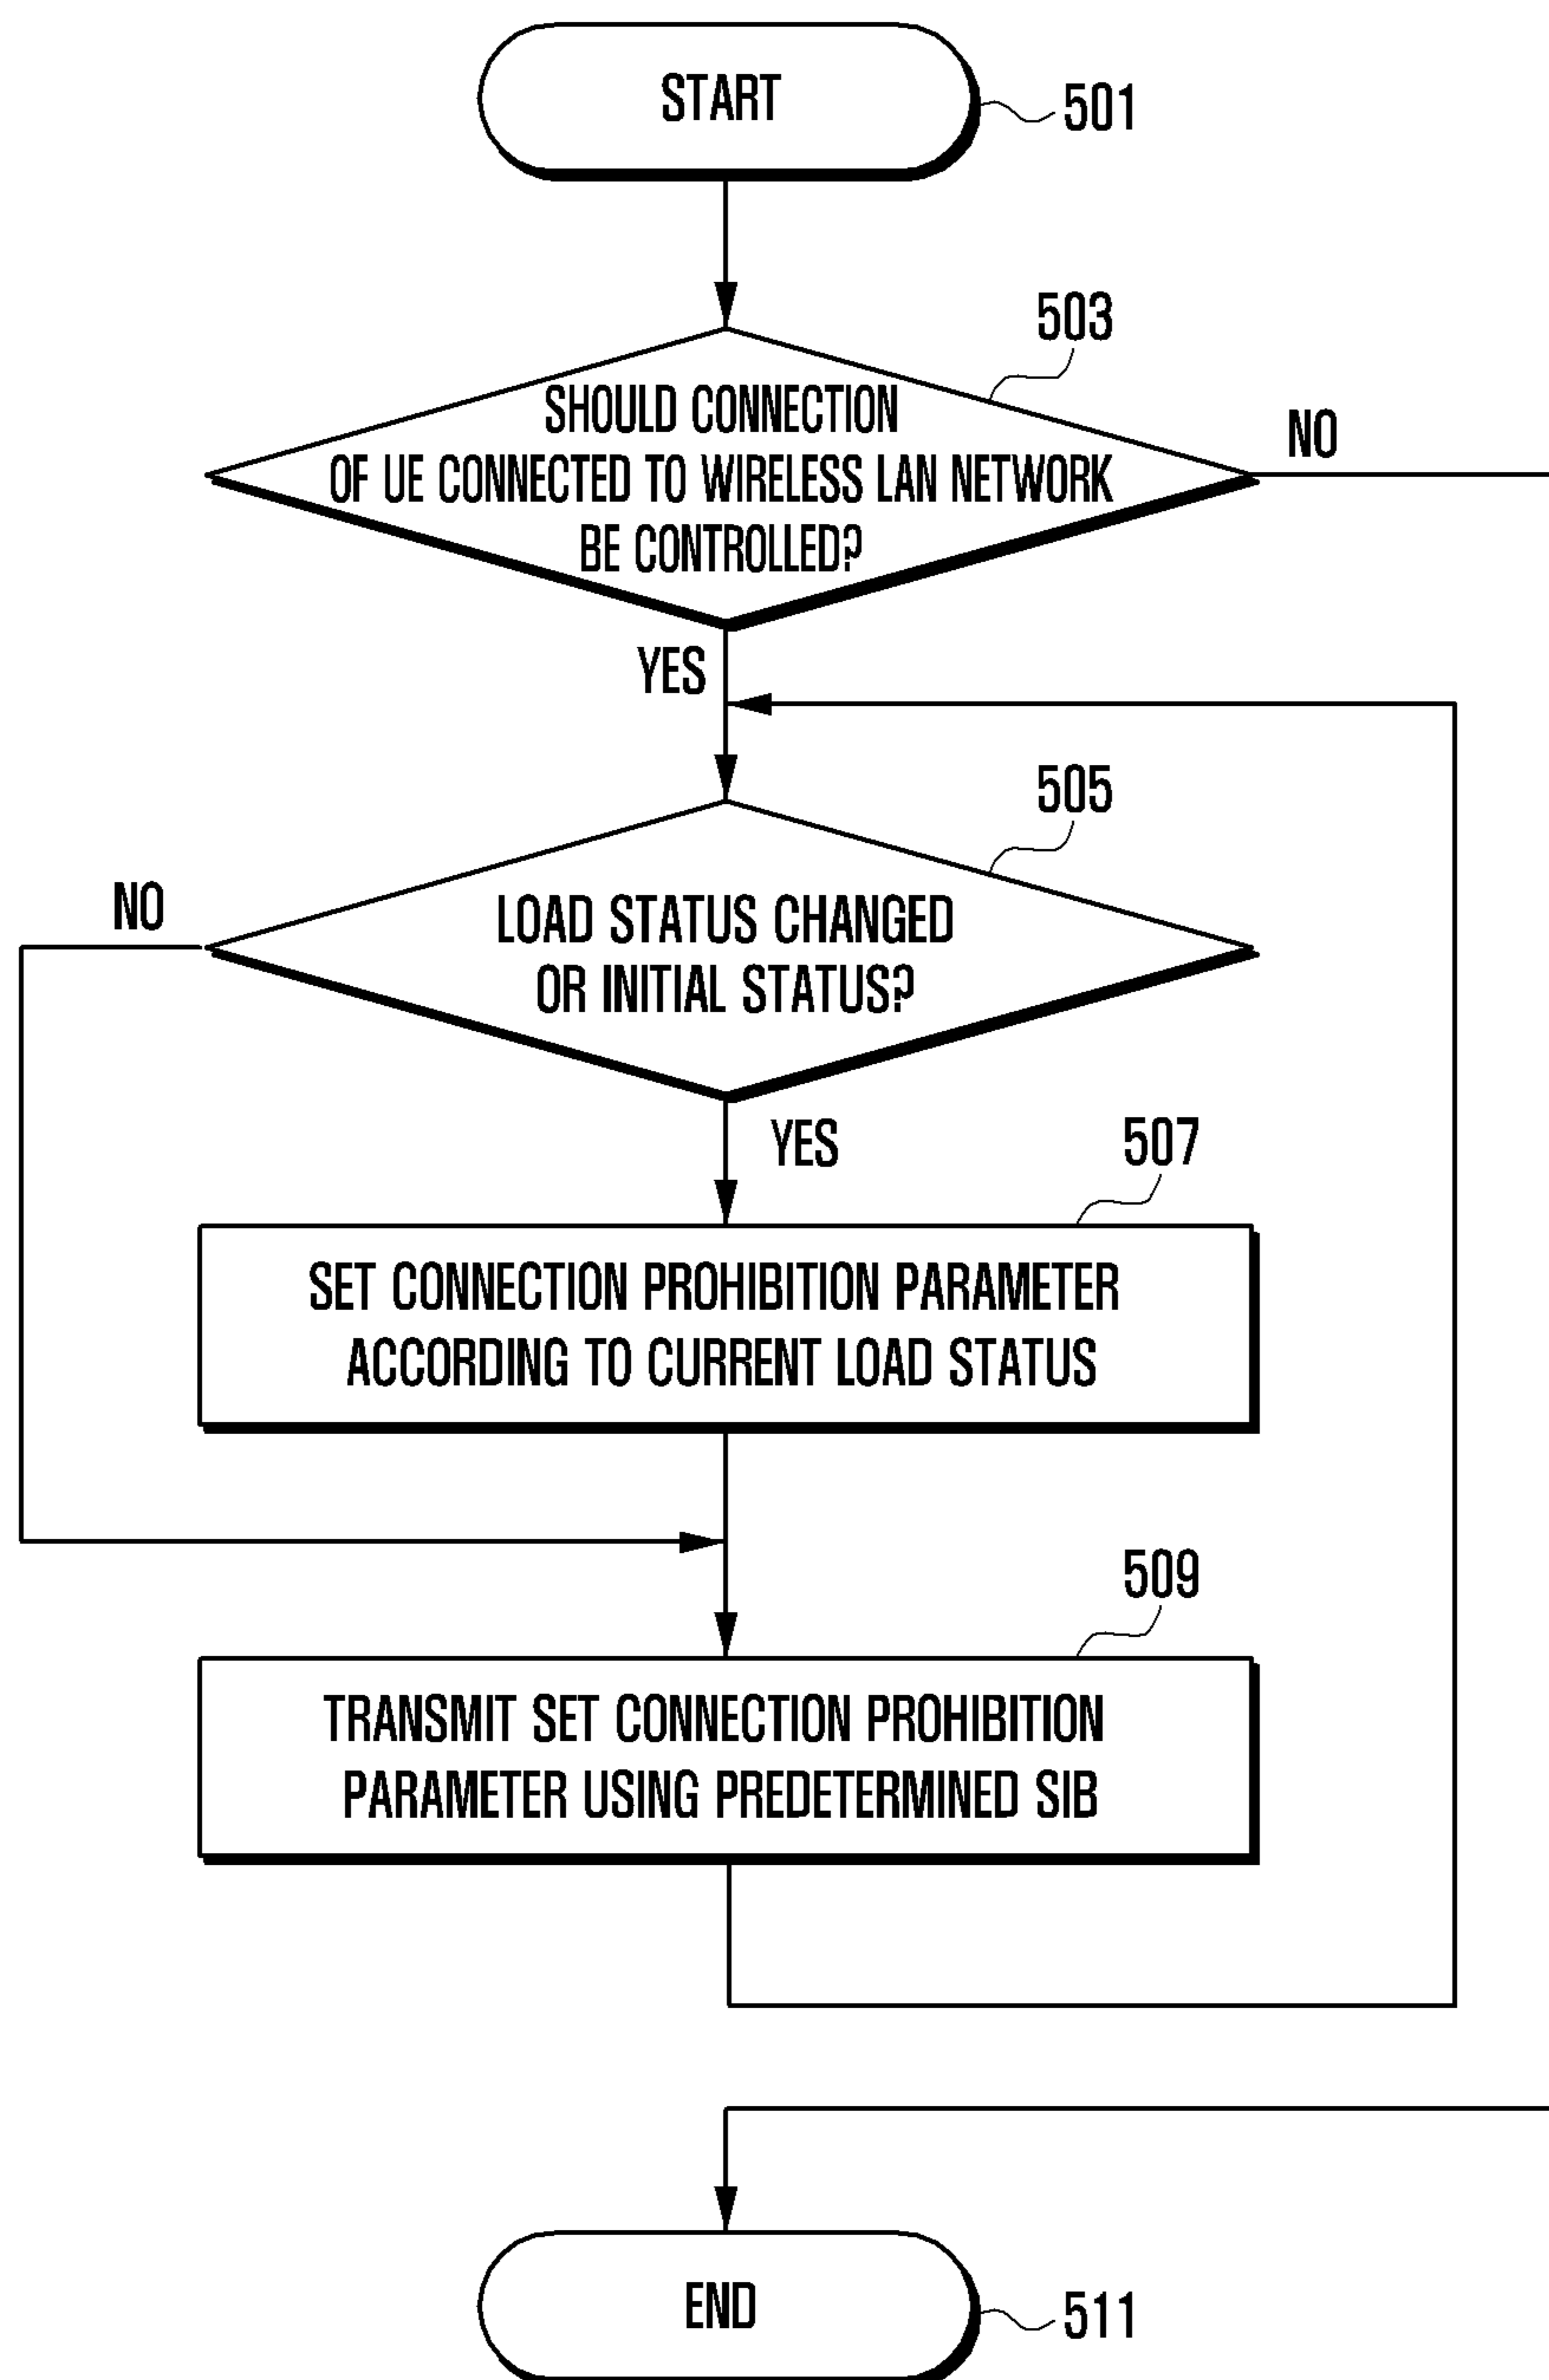 START
501
503
SHOULD CONNECTION
OF UE CONNECTED TO WIRELESS LAN NETWORK
BE CONTROLLED?
NO
YES
505
NO
LOAD STATUS CHANGED
OR INITIAL STATUS?
YES
507
SET CONNECTION PROHIBITION PARAMETER
ACCORDING TO CURRENT LOAD STATUS
509
TRANSMIT SET CONNECTION PROHIBITION
PARAMETER USING PREDETERMINED SIB
END
511